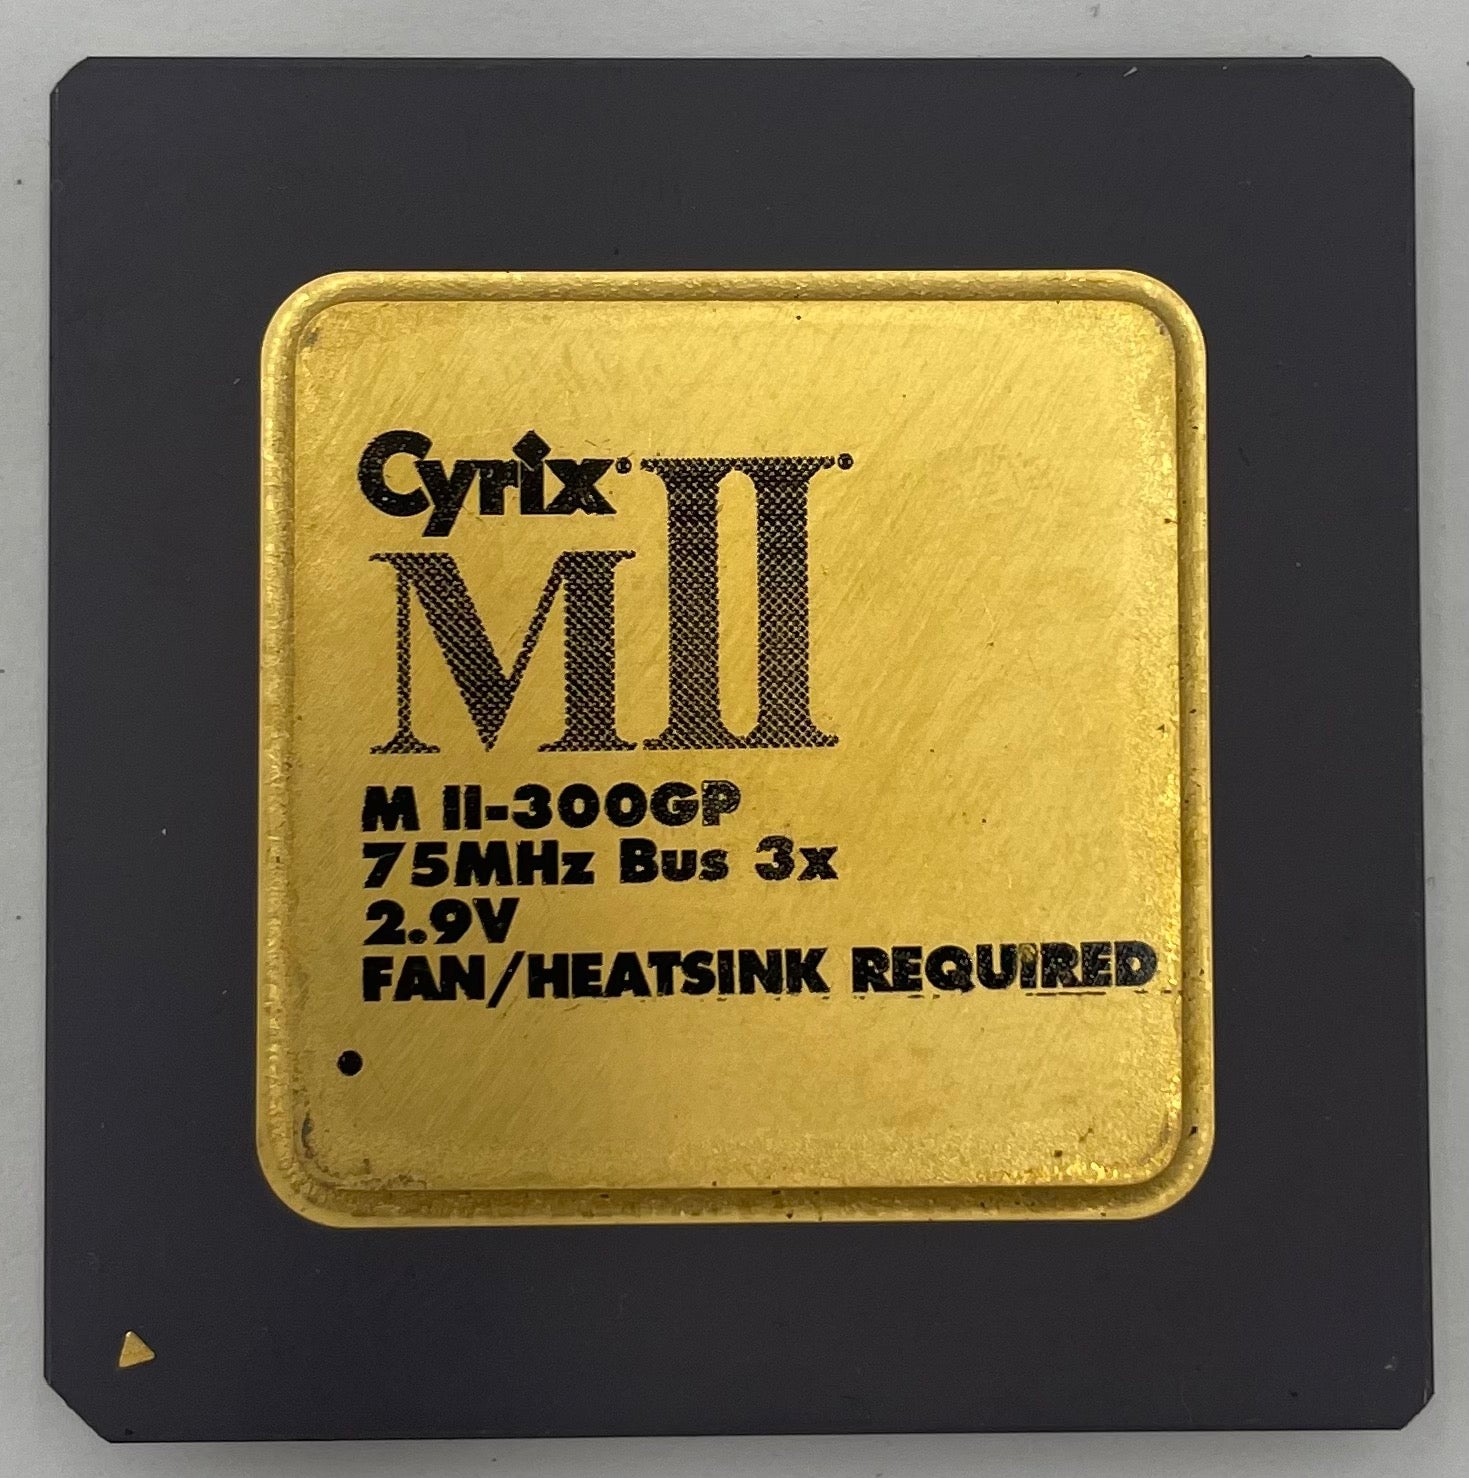 Cyrix
MII
M II-300GP
75MHz Bus 3x
2.9V
FAN/HEATSINK REQUIRED